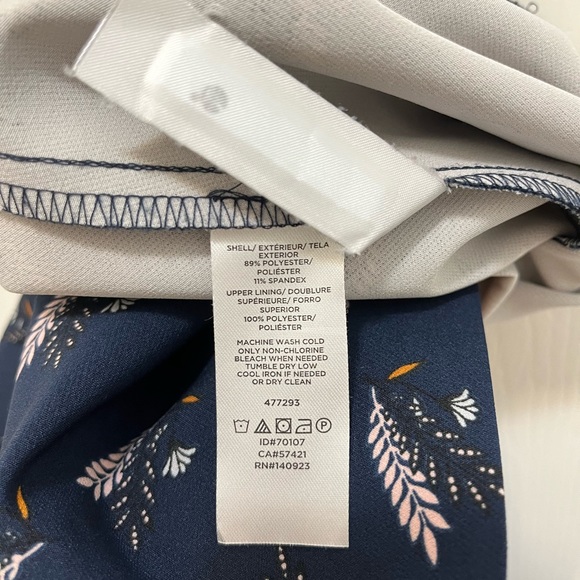 SHELL/ EXTÉRIEUR/ TELA
EXTERIOR
89% POLYESTER/
POLIÉSTER
11% SPANDEX
UPPER LINING/ DOUBLURE
SUPÉRIEURE/ FORRO
SUPERIOR
100% POLYESTER/
POLIÉSTER
MACHINE WASH COLD
ONLY NON-CHLORINE
BLEACH WHEN NEEDED
TUMBLE DRY LOW
COOL IRON IF NEEDED
OR DRY CLEAN
477293
P
ID#70107
CA#57421
RN#140923